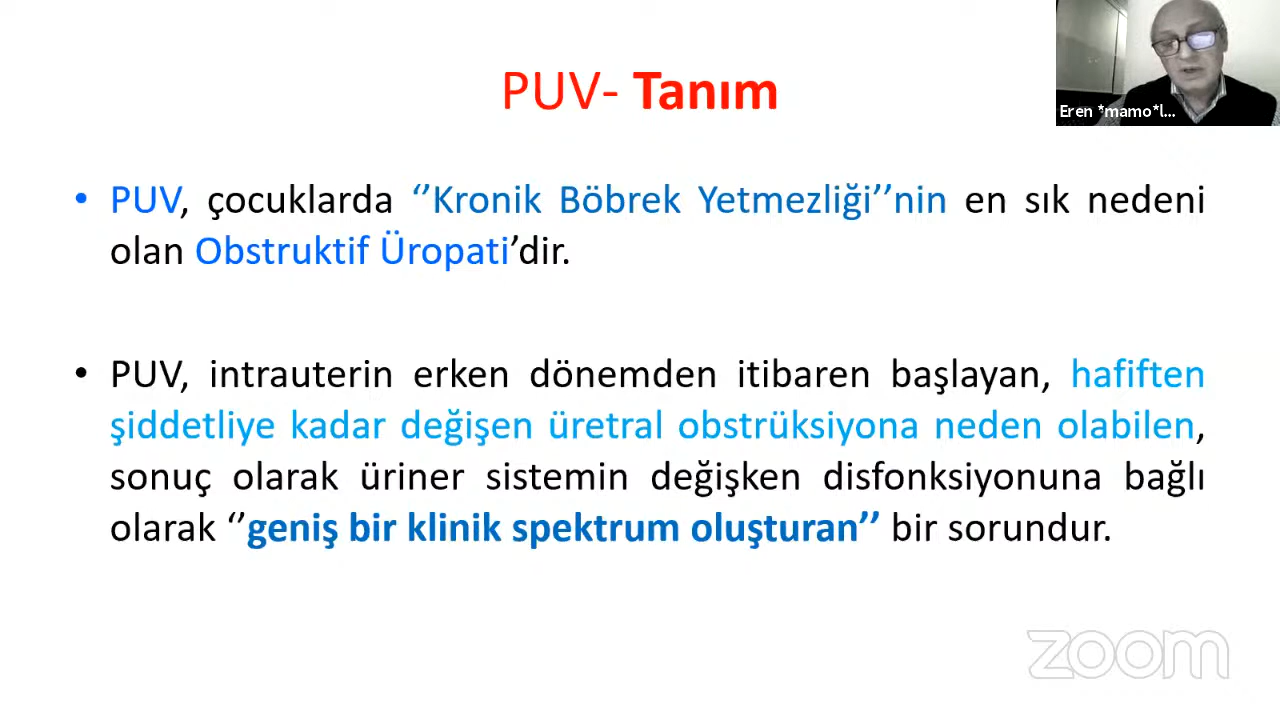 PUV- Tanım
Eren *mamo*l...
• PUV, çocuklarda ‘’Kronik Böbrek Yetmezliği’’nin en sık nedeni
olan Obstruktif Üropati’dir.
• PUV, intrauterin erken dönemden itibaren başlayan, hafiften
şiddetliye kadar değişen üretral obstrüksiyona neden olabilen,
sonuç olarak üriner sistemin değişken disfonksiyonuna bağlı
olarak ‘’geniş bir klinik spektrum oluşturan’’ bir sorundur.
zoom